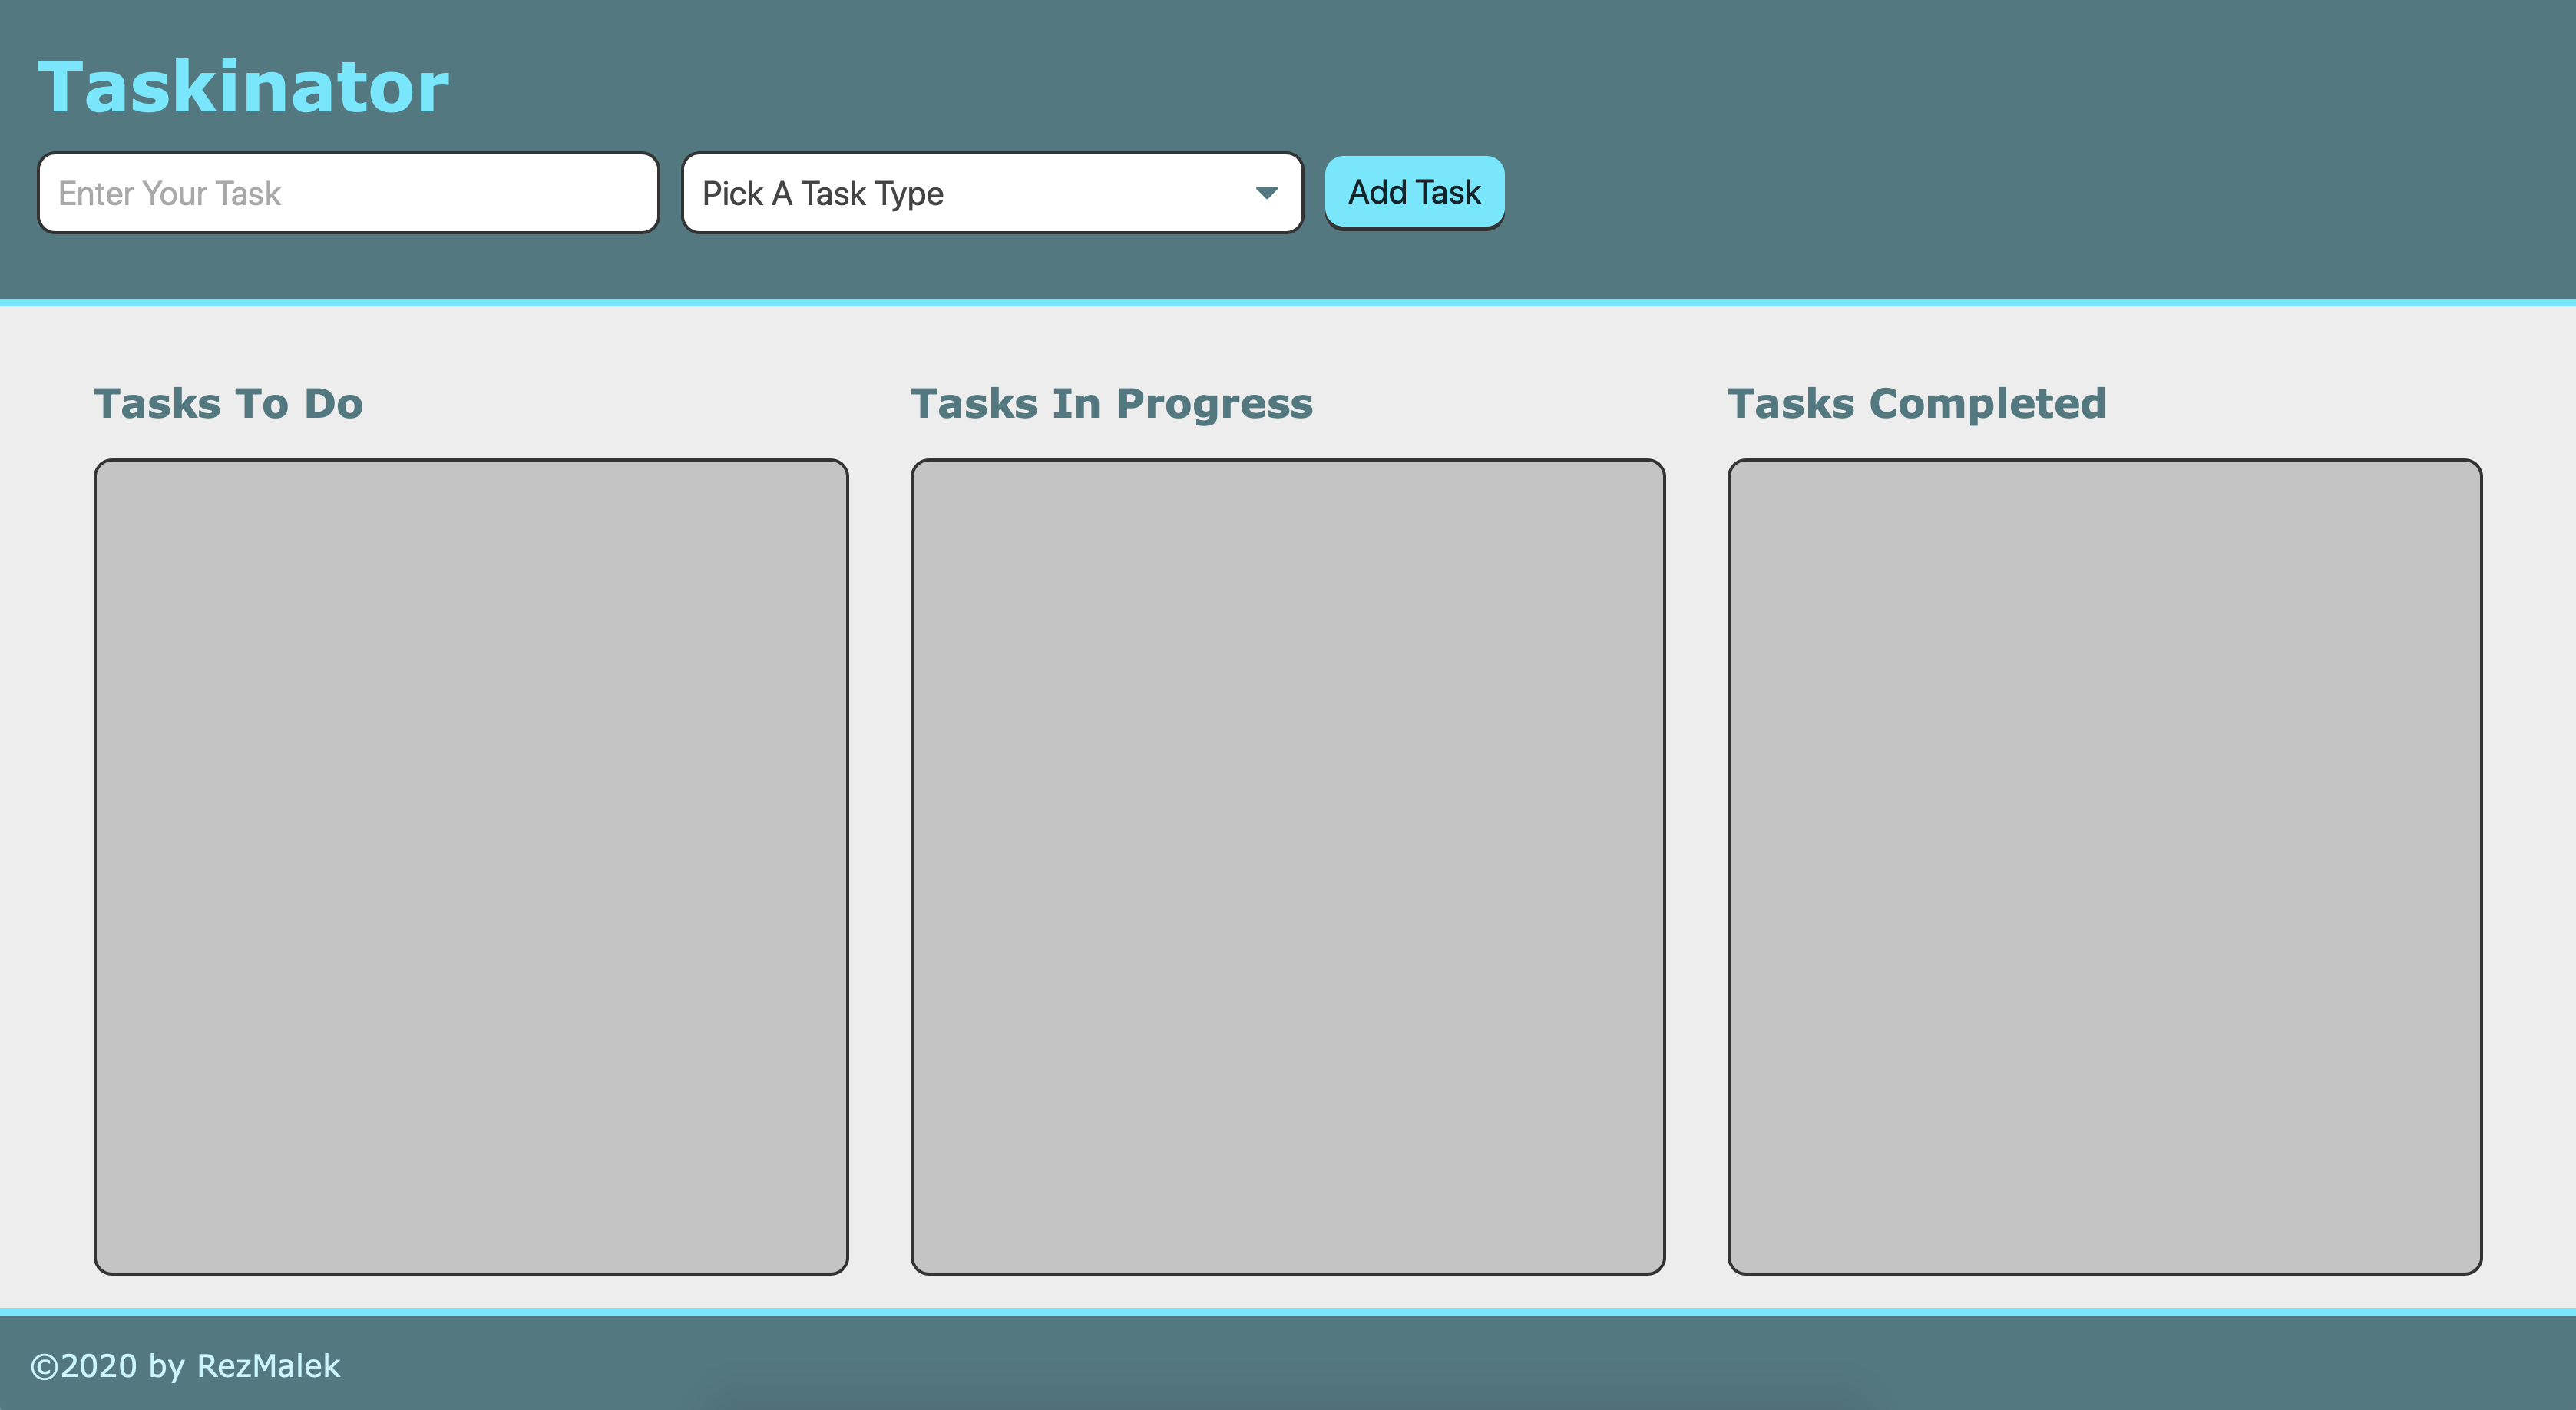 Taskinator
Enter Your Task
Pick A Task Type
Add Task
Tasks To Do
Tasks In Progress
Tasks Completed
©2020 by RezMalek